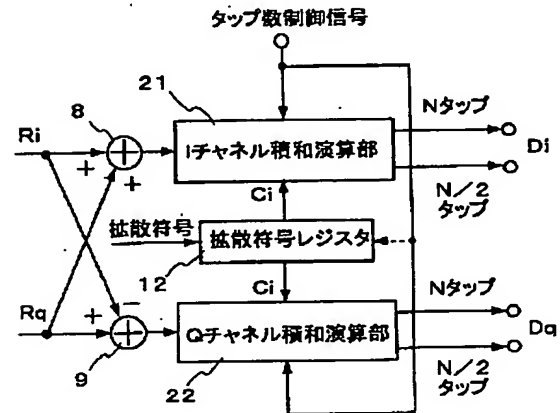 タップ数制御信号
21
8
Ri
+
+
Iチャネル積和演算部
Nタップ
Di
N/2
タップ
Ci
拡散符号
拡散符号レジスタ
12
Ci
Rq
+
−
9
Qチャネル積和演算部
22
Nタップ
Dq
N/2
タップ